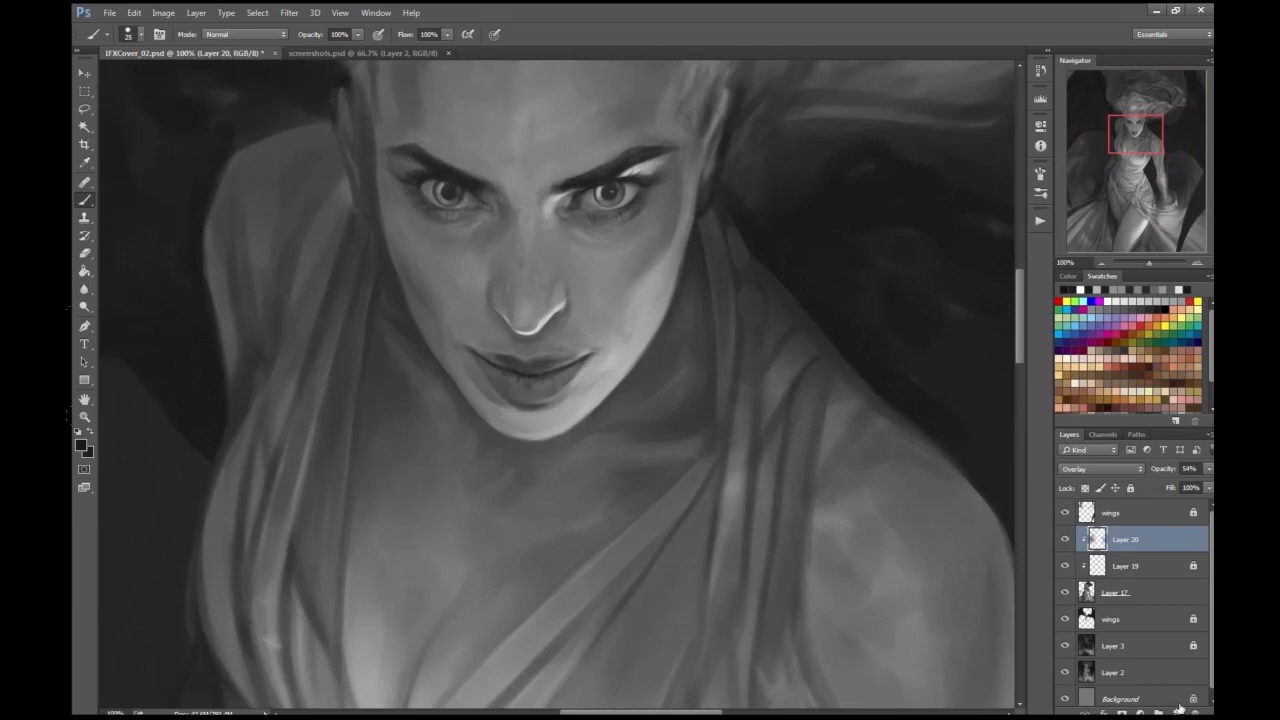 Ps File Edit Image Layer Type Select Filter 3D View Window Help
25 Mode: Normal Opacity: 100% Flow: 100% Essentials
IFXCover_02.psd @ 100% (Layer 20, RGB/8) * × screenshots.psd @ 66.7% (Layer 2, RGB/8) ×
Navigator
100%
Color Swatches
Layers Channels Paths
Kind
Overlay Opacity: 54%
Lock: Fill: 100%
wings
Layer 20
Layer 19
Layer 17
wings
Layer 3
Layer 2
Background
100%